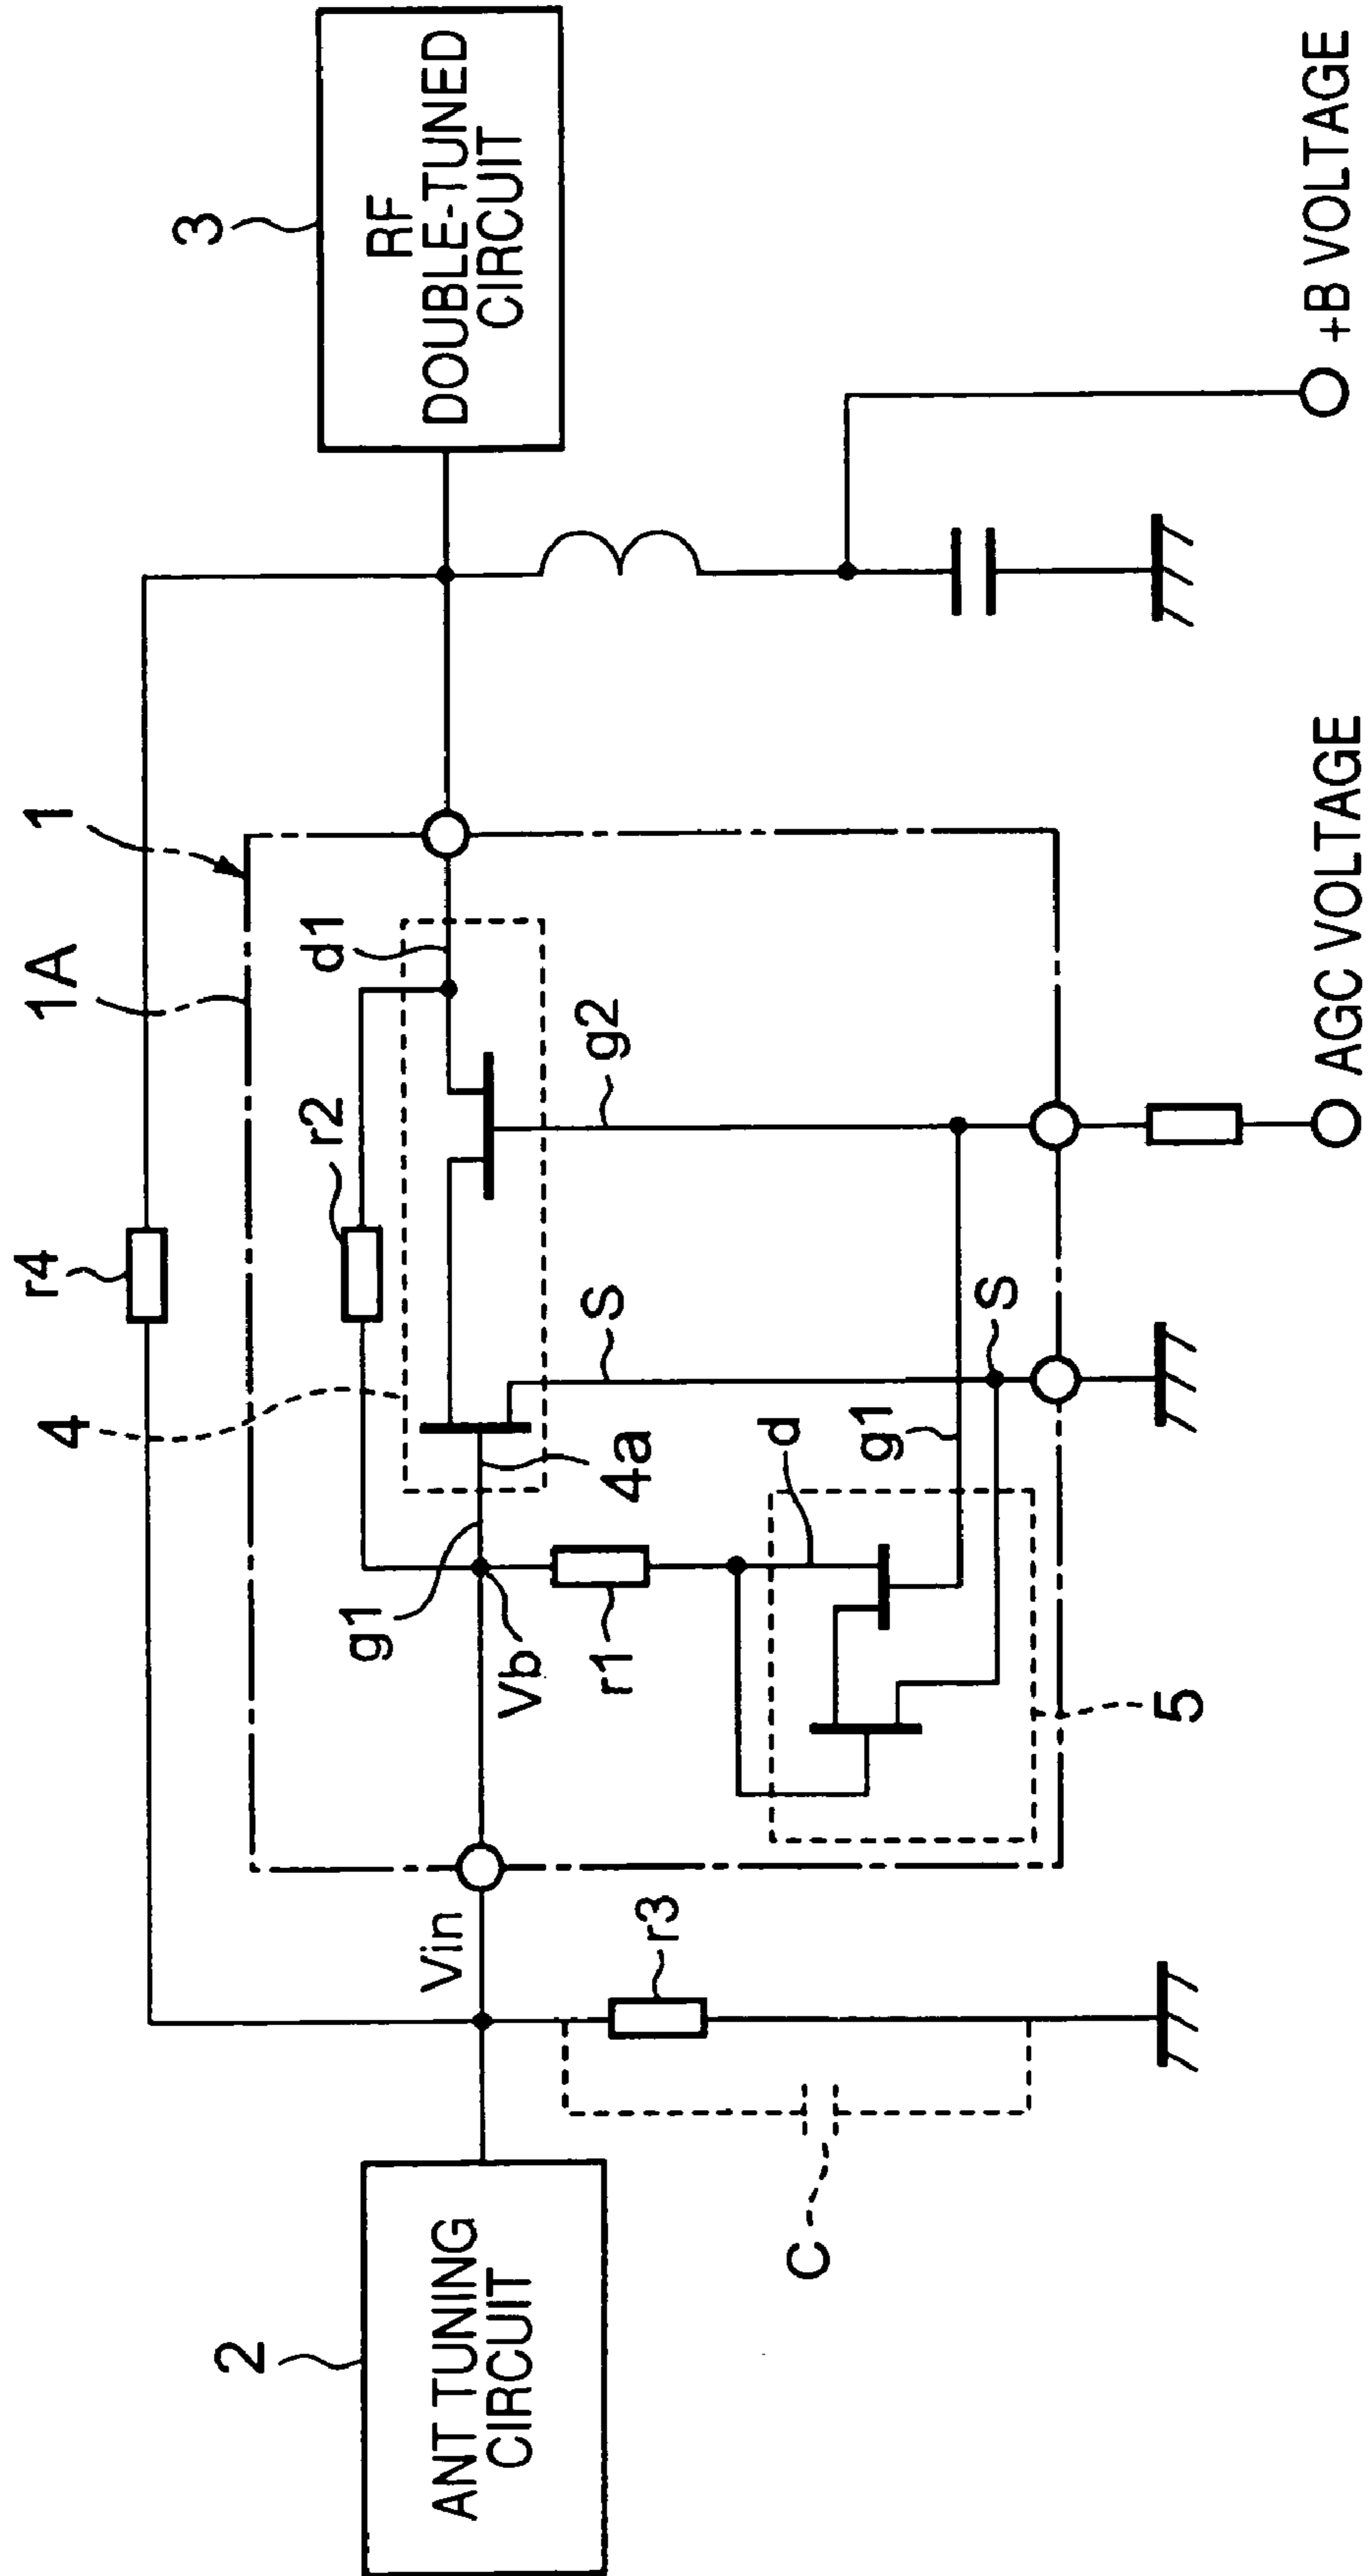 r4
1A
1
3
RF
DOUBLE-TUNED
CIRCUIT
4
r2
d1
g1
4a
S
g2
Vb
r1
d
g1
S
5
2
ANT TUNING
CIRCUIT
Vin
r3
C
AGC VOLTAGE
+B VOLTAGE